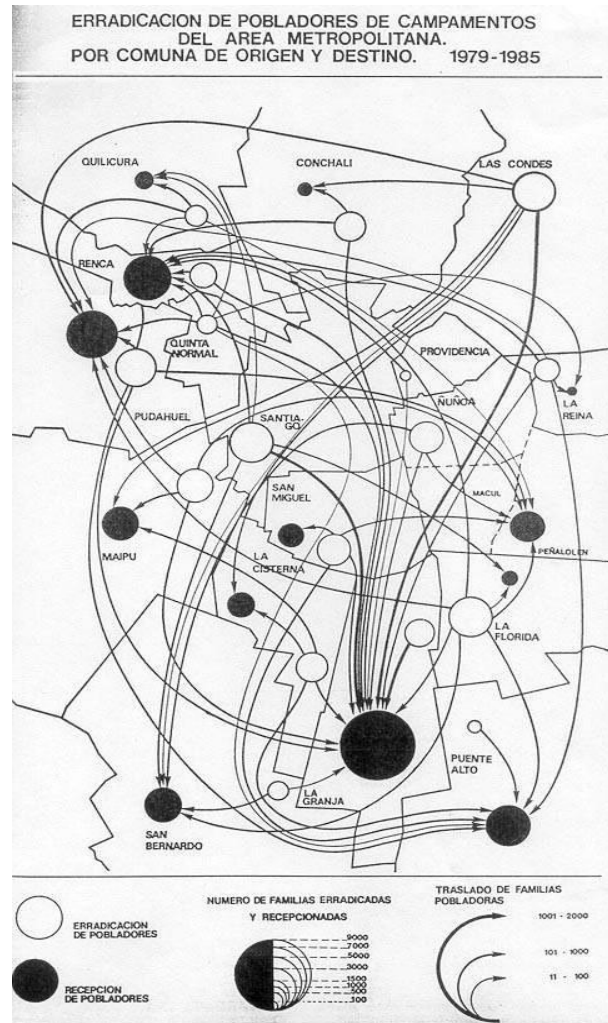 ERRADICACION DE POBLADORES DE CAMPAMENTOS
DEL AREA METROPOLITANA.
POR COMUNA DE ORIGEN Y DESTINO. 1979-1985
QUILICURA
CONCHALI
LAS CONDES
RENCA
QUINTA
NORMAL
PROVIDENCIA
PUDAHUEL
SANTIA-
GO
ÑUÑOA
LA
REINA
SAN
MIGUEL
MACUL
MAIPU
LA
CISTERNA
PEÑALOLEN
LA
FLORIDA
PUENTE
ALTO
LA
GRANJA
SAN
BERNARDO
ERRADICACION
DE POBLADORES
RECEPCION
DE POBLADORES
NUMERO DE FAMILIAS ERRADICADAS
Y RECEPCIONADAS
9000
7000
5000
3000
1500
1000
500
300
TRASLADO DE FAMILIAS
POBLADORAS
1001 - 2000
101 - 1000
11 - 100